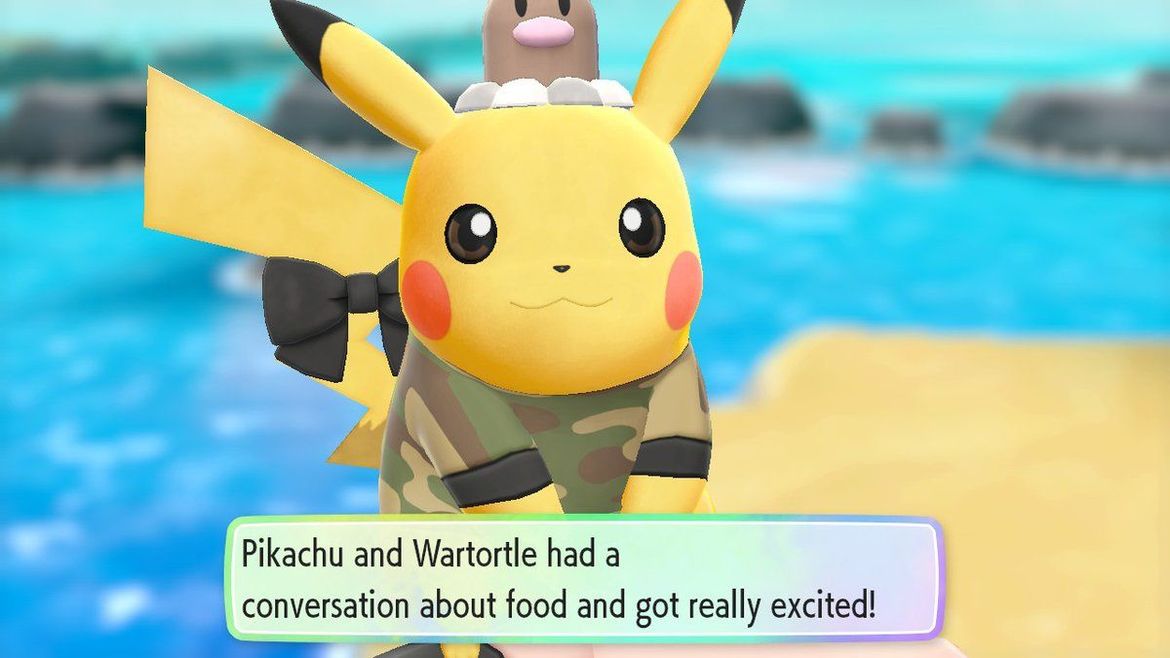 Pikachu and Wartortle had a
conversation about food and got really excited!